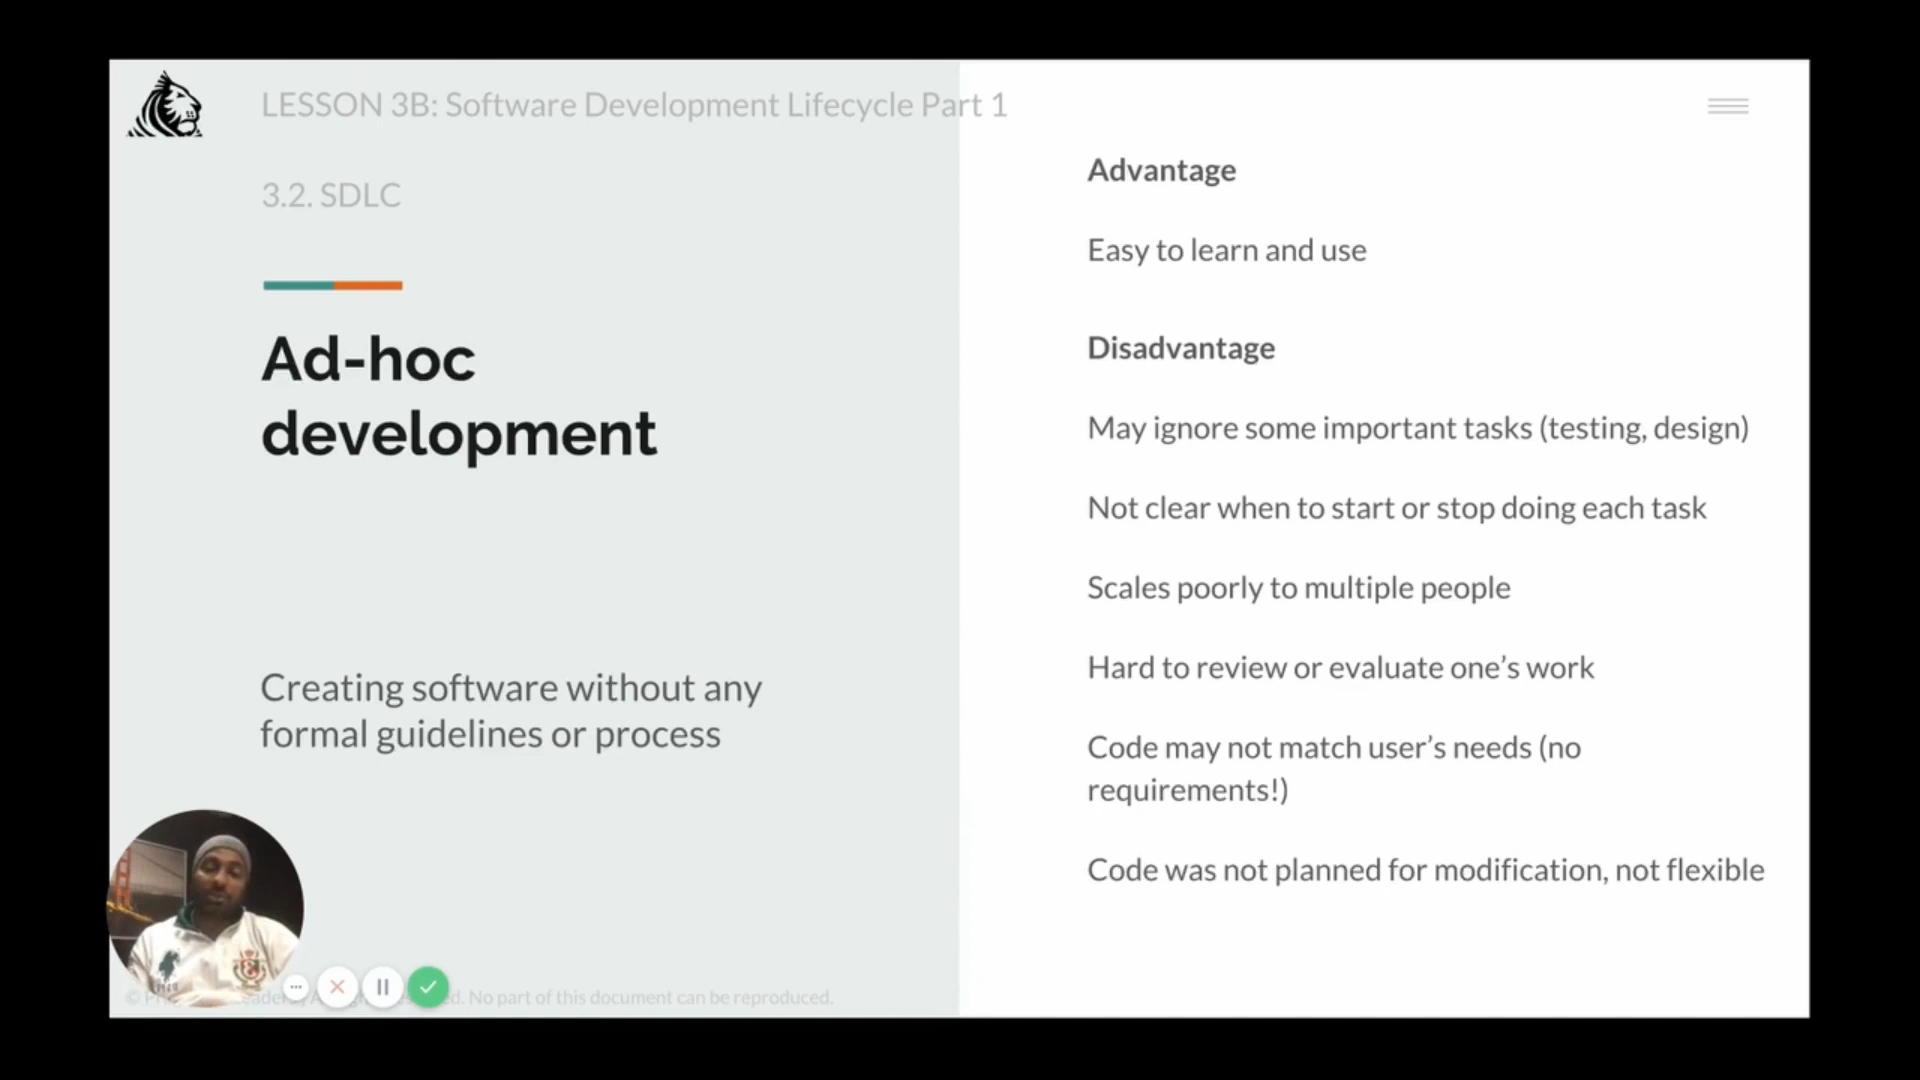 LESSON 3B: Software Development Lifecycle Part 1
3.2. SDLC
Ad-hoc
development
Creating software without any
formal guidelines or process
Advantage
Easy to learn and use
Disadvantage
May ignore some important tasks (testing, design)
Not clear when to start or stop doing each task
Scales poorly to multiple people
Hard to review or evaluate one’s work
Code may not match user’s needs (no
requirements!)
Code was not planned for modification, not flexible
©. No part of this document can be reproduced.